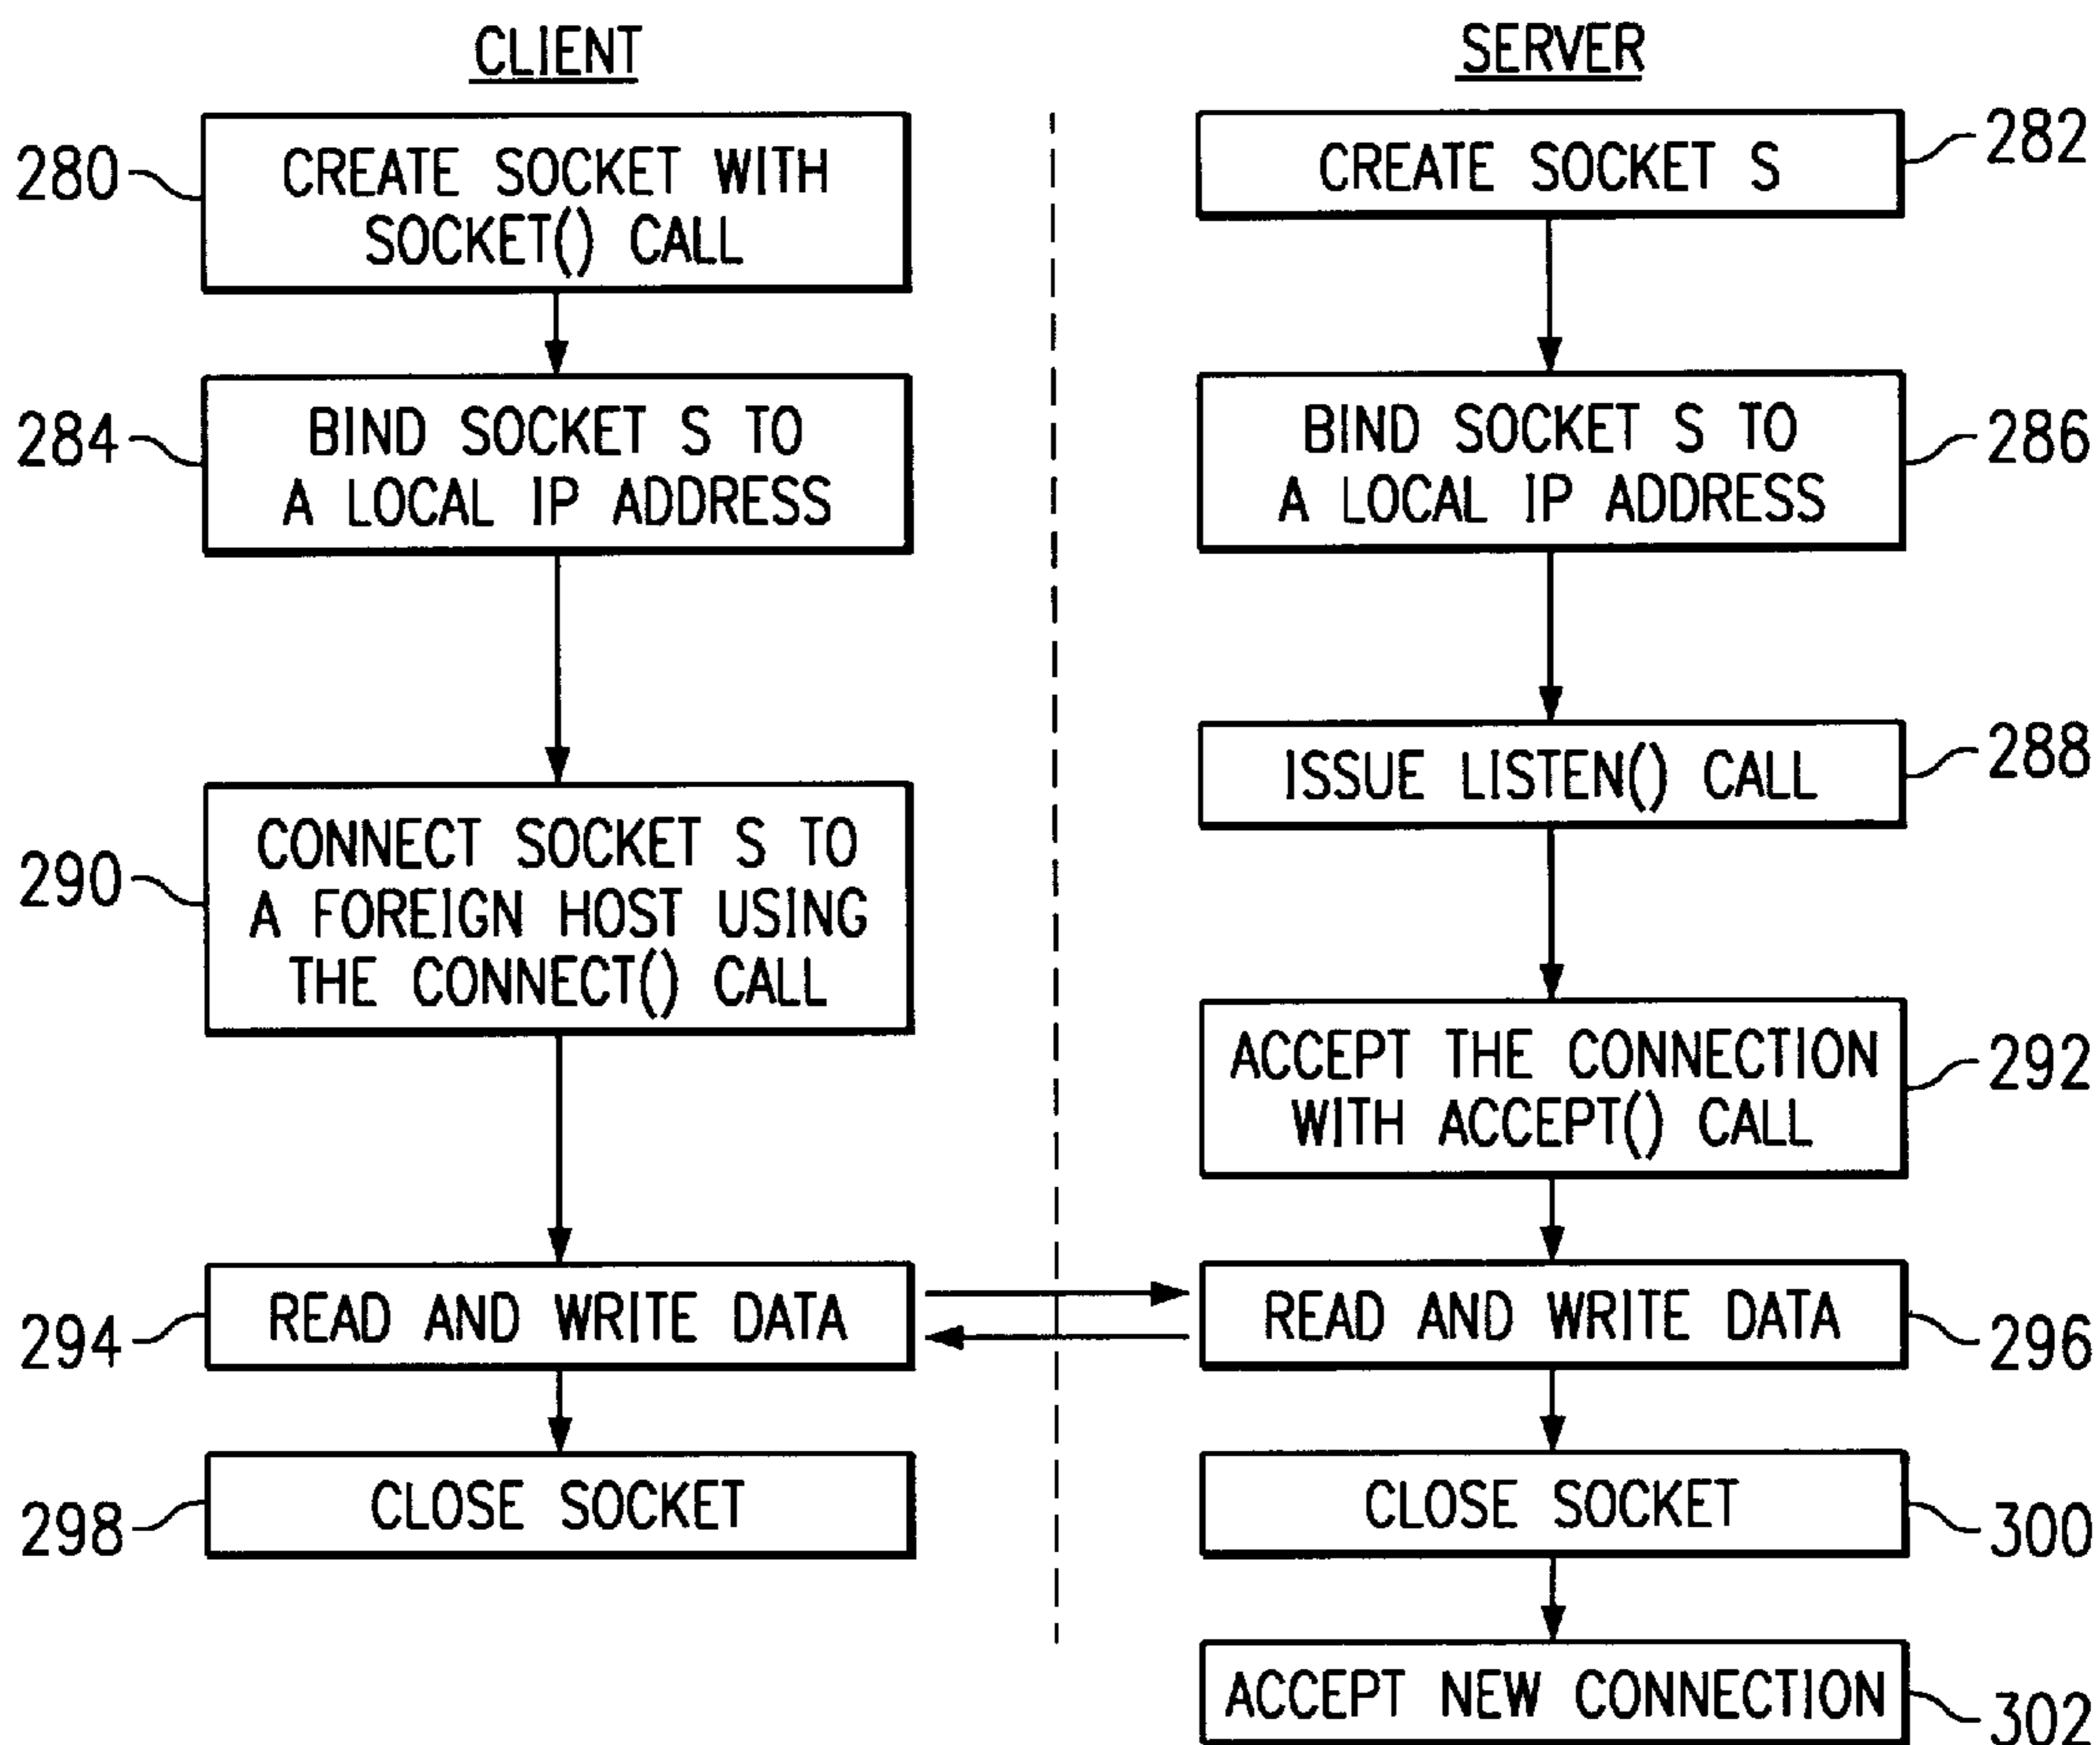 CLIENT
SERVER
280
CREATE SOCKET WITH
SOCKET() CALL
CREATE SOCKET S
282
284
BIND SOCKET S TO
A LOCAL IP ADDRESS
BIND SOCKET S TO
A LOCAL IP ADDRESS
286
ISSUE LISTEN() CALL
288
290
CONNECT SOCKET S TO
A FOREIGN HOST USING
THE CONNECT() CALL
ACCEPT THE CONNECTION
WITH ACCEPT() CALL
292
294
READ AND WRITE DATA
READ AND WRITE DATA
296
298
CLOSE SOCKET
CLOSE SOCKET
300
ACCEPT NEW CONNECTION
302